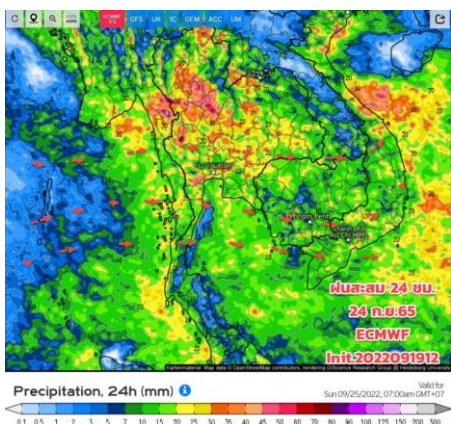 ECMWF
GFS UK IC GEM ACC UM
Phnom Penh
ฝนสะสม 24 ชม.
24 ก.ย.65
ECMWF
Init.2022091912
Precipitation, 24h (mm)
Valid for
Sun 09/25/2022, 07:00am GMT+07
0.1 0.5 1 2 3 5 7 10 15 20 25 30 35 40 45 50 60 70 80 90 100 125 150 200 300